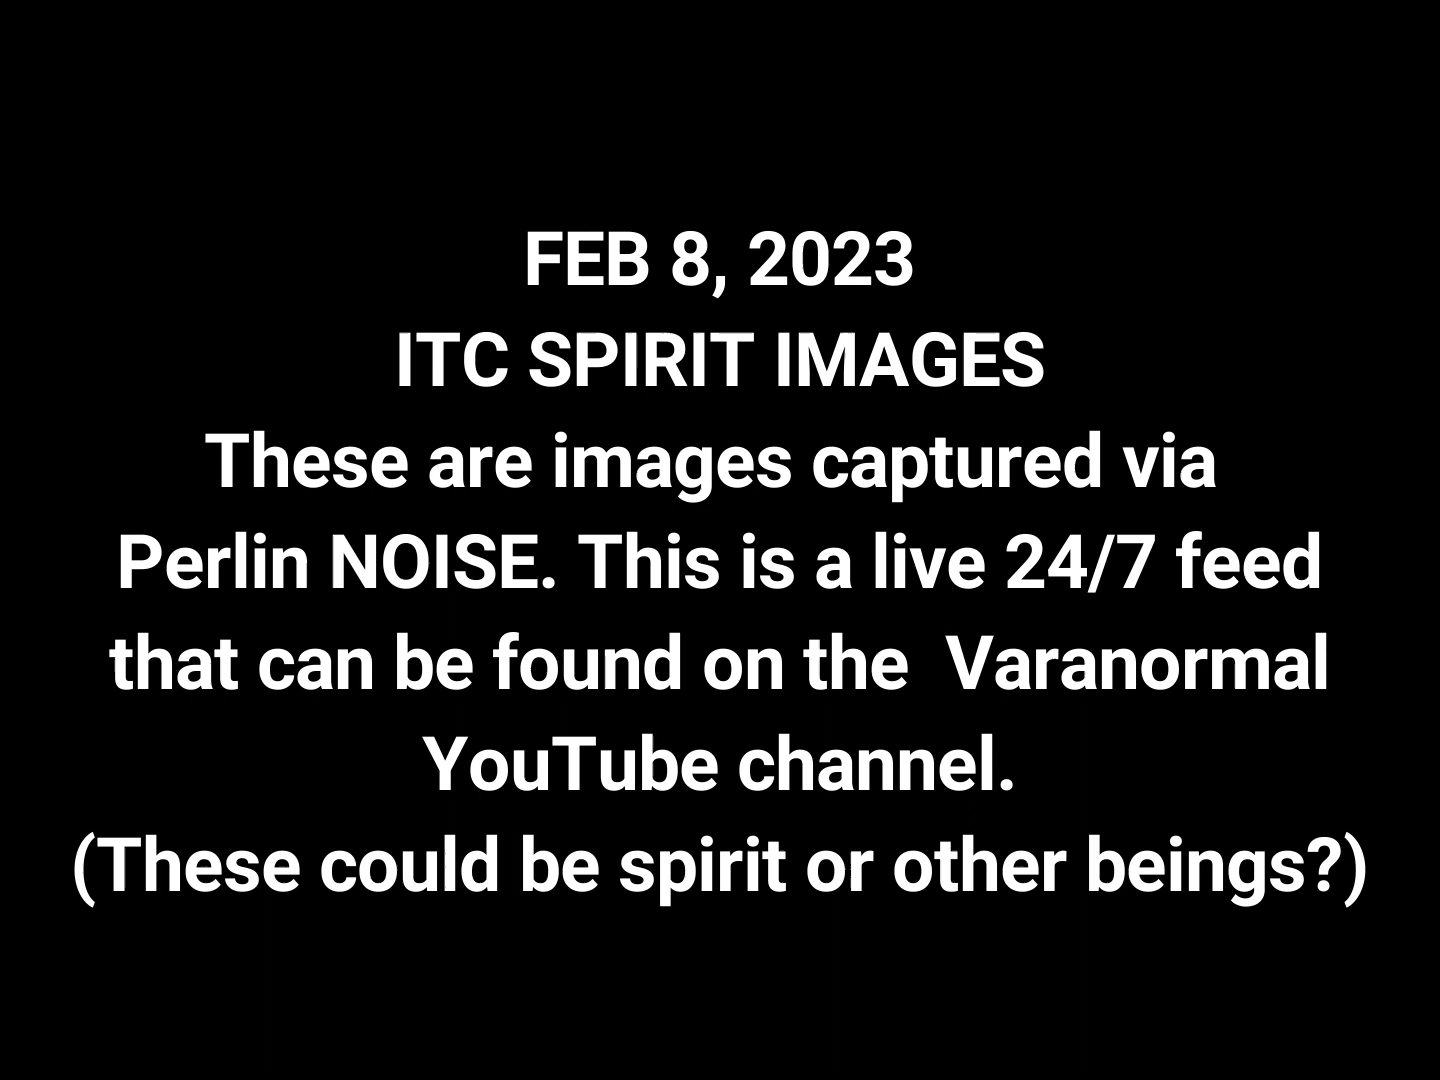 FEB 8, 2023
ITC SPIRIT IMAGES
These are images captured via
Perlin NOISE. This is a live 24/7 feed
that can be found on the  Varanormal
YouTube channel.
(These could be spirit or other beings?)